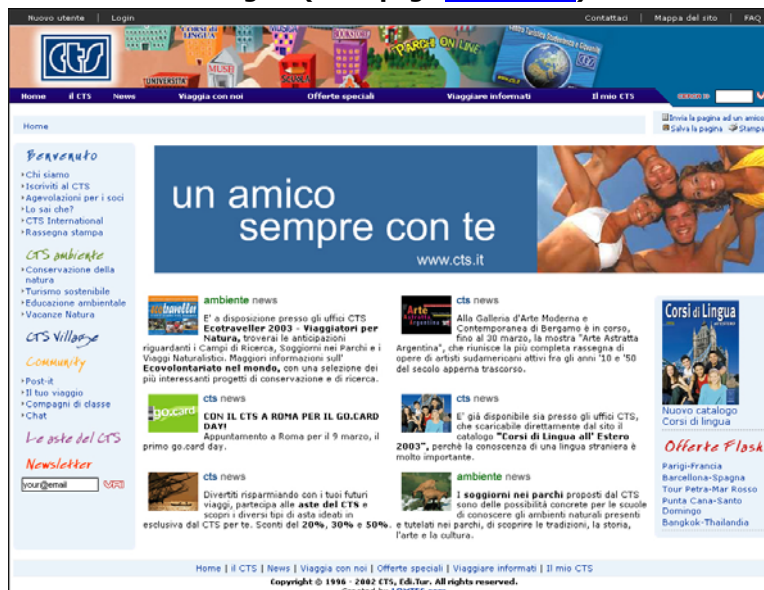 Nuovo utente | Login
Contattaci | Mappa del sito | FAQ
cts
CORSI di LINGUA
MUSEI
UNIVERSITA'
SCUOLA
PARCHI ON LINE
Centro Turistico Studentesco e Giovanile
Home il CTS News Viaggia con noi Offerte speciali Viaggiare informati Il mio CTS
Home
Invia la pagina ad un amico
Salva la pagina Stampa
Benvenuto
Chi siamo
Iscriviti al CTS
Agevolazioni per i soci
Lo sai che?
CTS International
Rassegna stampa
CTS ambiente
Conservazione della
natura
Turismo sostenibile
Educazione ambientale
Vacanze Natura
CTS Village
Community
Post-it
Il tuo viaggio
Compagni di classe
Chat
Le aste del CTS
Newsletter
your@email VAI
un amico
sempre con te
www.cts.it
ecotraveller
ambiente news
E' a disposizione presso gli uffici CTS
Ecotraveller 2003 - Viaggiatori per
Natura, troverai le anticipazioni
riguardanti i Campi di Ricerca, Soggiorni nei Parchi e i
Viaggi Naturalistici. Maggiori informazioni sull'
Ecovolontariato nel mondo, con una selezione dei
più interessanti progetti di conservazione e di ricerca.
Arte
Astratta
Argentina
cts news
Alla Galleria d'Arte Moderna e
Contemporanea di Bergamo è in corso,
fino al 30 marzo, la mostra "Arte Astratta
Argentina", che riunisce la più completa rassegna di
opere di artisti sudamericani attivi fra gli anni '10 e '50
del secolo appena trascorso.
go.card
cts news
CON IL CTS A ROMA PER IL GO.CARD
DAY!
Appuntamento a Roma per il 9 marzo, il
primo go.card day.
cts news
E' già disponibile sia presso gli uffici CTS,
che scaricabile direttamente dal sito il
catalogo "Corsi di Lingua all' Estero
2003", perchè la conoscenza di una lingua straniera è
molto importante.
cts news
Divertiti risparmiando con i tuoi futuri
viaggi, partecipa alle aste del CTS e
scopri i diversi tipi di asta ideati in
esclusiva dal CTS per te. Sconti del 20%, 30% e 50%.
ambiente news
I soggiorni nei parchi proposti dal CTS
sono delle possibilità concrete per le scuole
di conoscere gli ambienti naturali presenti
e tutelati nei parchi, di scoprire le tradizioni, la storia,
l'arte e la cultura.
Corsi di Lingua
Nuovo catalogo
Corsi di lingua
Offerte Flash
Parigi-Francia
Barcellona-Spagna
Tour Petra-Mar Rosso
Punta Cana-Santo
Domingo
Bangkok-Thailandia
Home | il CTS | News | Viaggia con noi | Offerte speciali | Viaggiare informati | Il mio CTS
Copyright © 1996 - 2002 CTS, Edi.Tur. All rights reserved.